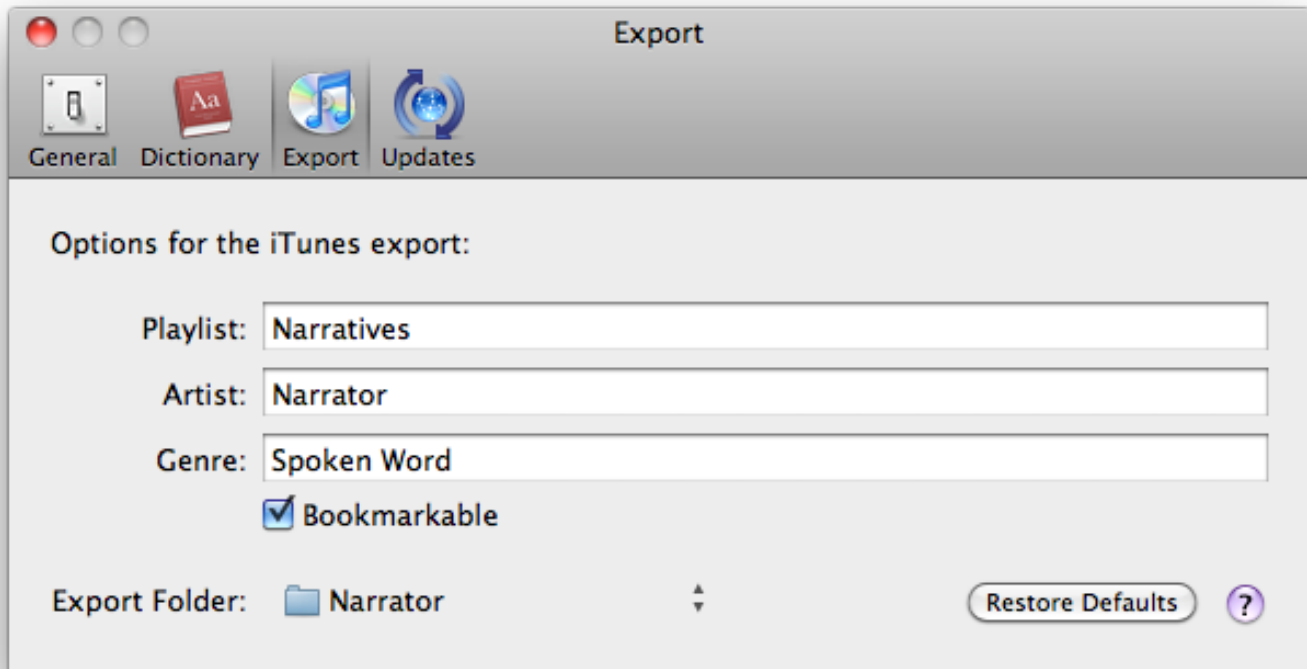 Export
Aa
General Dictionary Export Updates
Options for the iTunes export:
Playlist: Narratives
Artist: Narrator
Genre: Spoken Word
Bookmarkable
Export Folder: Narrator Restore Defaults ?